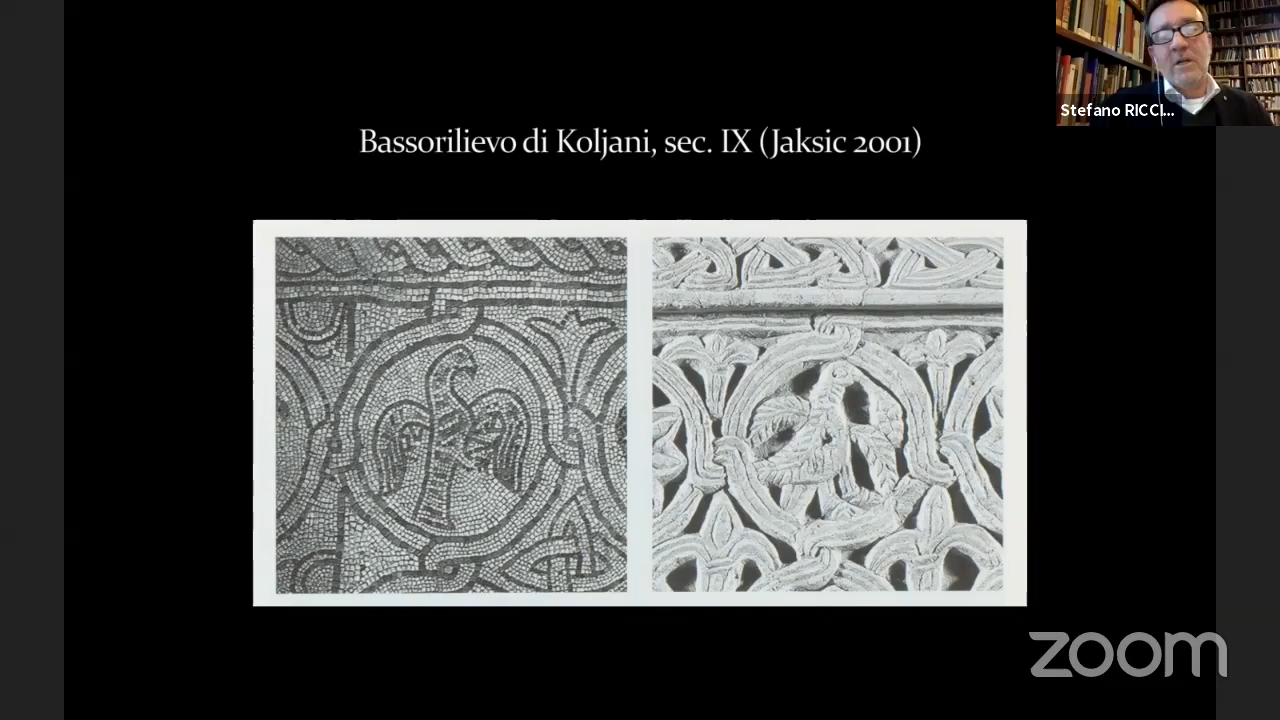 Stefano RICCI...
Bassorilievo di Koljani, sec. IX (Jaksic 2001)
zoom